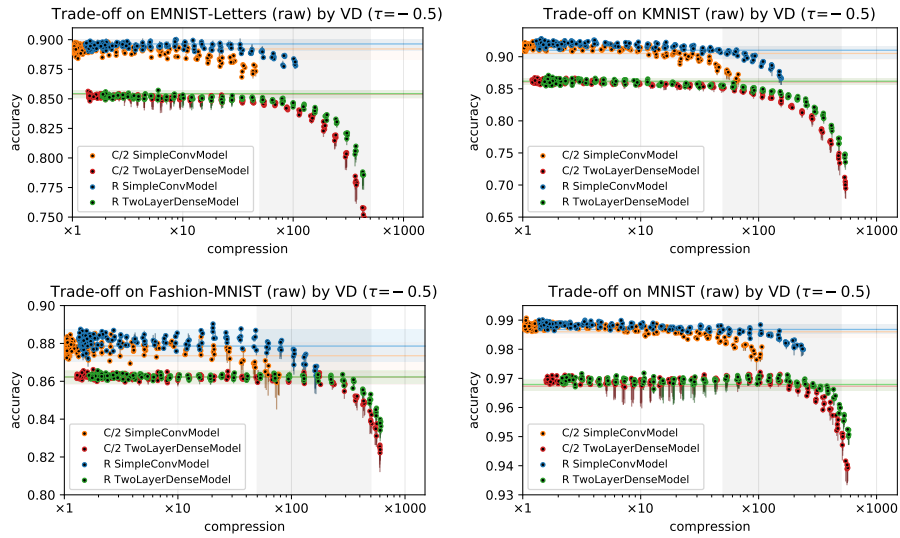 Trade-off on EMNIST-Letters (raw) by VD (τ=−0.5)
0.900
0.875
0.850
0.825
0.800
0.775
0.750
accuracy
C/2 SimpleConvModel
C/2 TwoLayerDenseModel
R SimpleConvModel
R TwoLayerDenseModel
×1
×10
×100
×1000
compression
Trade-off on KMNIST (raw) by VD (τ=−0.5)
0.90
0.85
0.80
0.75
0.70
0.65
accuracy
C/2 SimpleConvModel
C/2 TwoLayerDenseModel
R SimpleConvModel
R TwoLayerDenseModel
×1
×10
×100
×1000
compression
Trade-off on Fashion-MNIST (raw) by VD (τ=−0.5)
0.90
0.88
0.86
0.84
0.82
0.80
accuracy
C/2 SimpleConvModel
C/2 TwoLayerDenseModel
R SimpleConvModel
R TwoLayerDenseModel
×1
×10
×100
×1000
compression
Trade-off on MNIST (raw) by VD (τ=−0.5)
0.99
0.98
0.97
0.96
0.95
0.94
0.93
accuracy
C/2 SimpleConvModel
C/2 TwoLayerDenseModel
R SimpleConvModel
R TwoLayerDenseModel
×1
×10
×100
×1000
compression